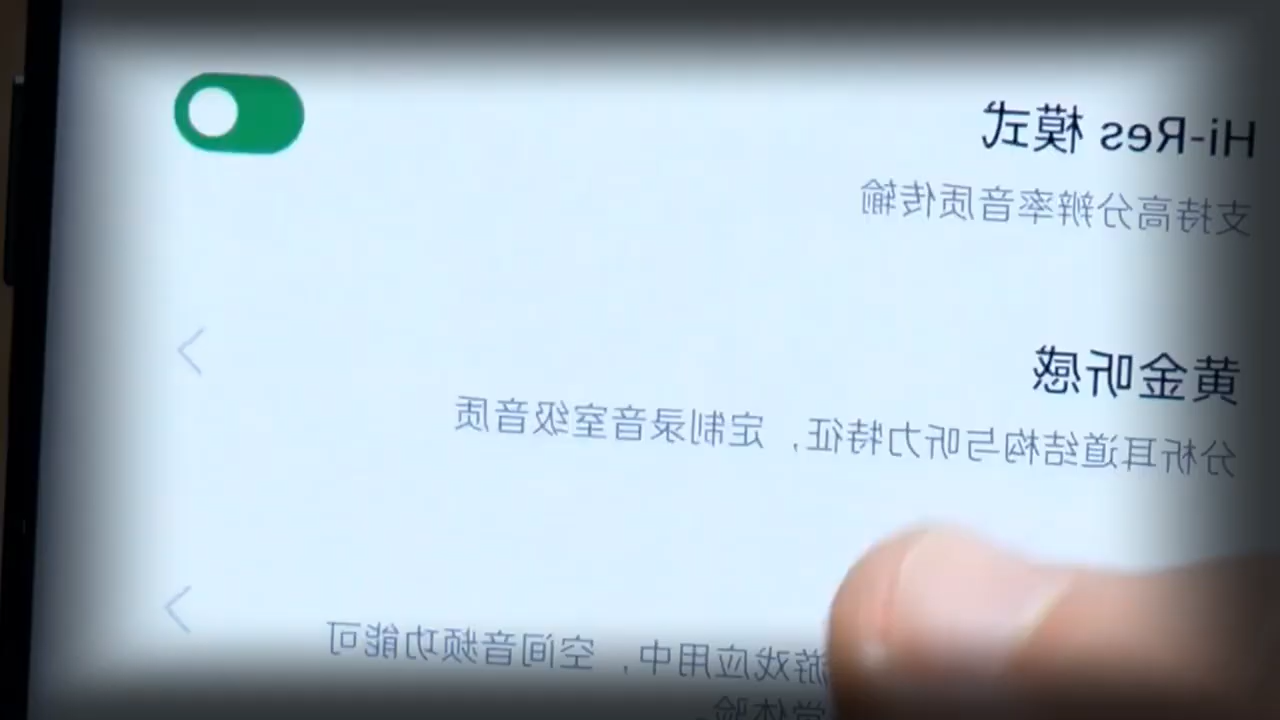 Hi-Res 模式
支持高分辨率音质传输
黄金听感
分析耳道结构与听力特征，定制录音室级音质
游戏应用中，空间音频功能可
体验。